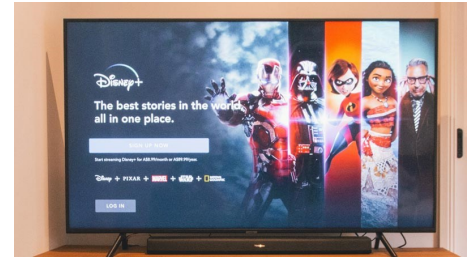 Disney+
The best stories in the world,
all in one place.
SIGN UP NOW
Disney + PIXAR + MARVEL + STAR WARS + NATIONAL GEOGRAPHIC
LOG IN